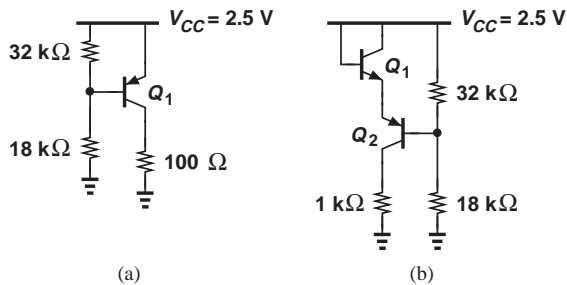 V_CC = 2.5 V
32 kΩ
Q_1
18 kΩ
100 Ω
(a)
V_CC = 2.5 V
Q_1
32 kΩ
Q_2
1 kΩ
18 kΩ
(b)